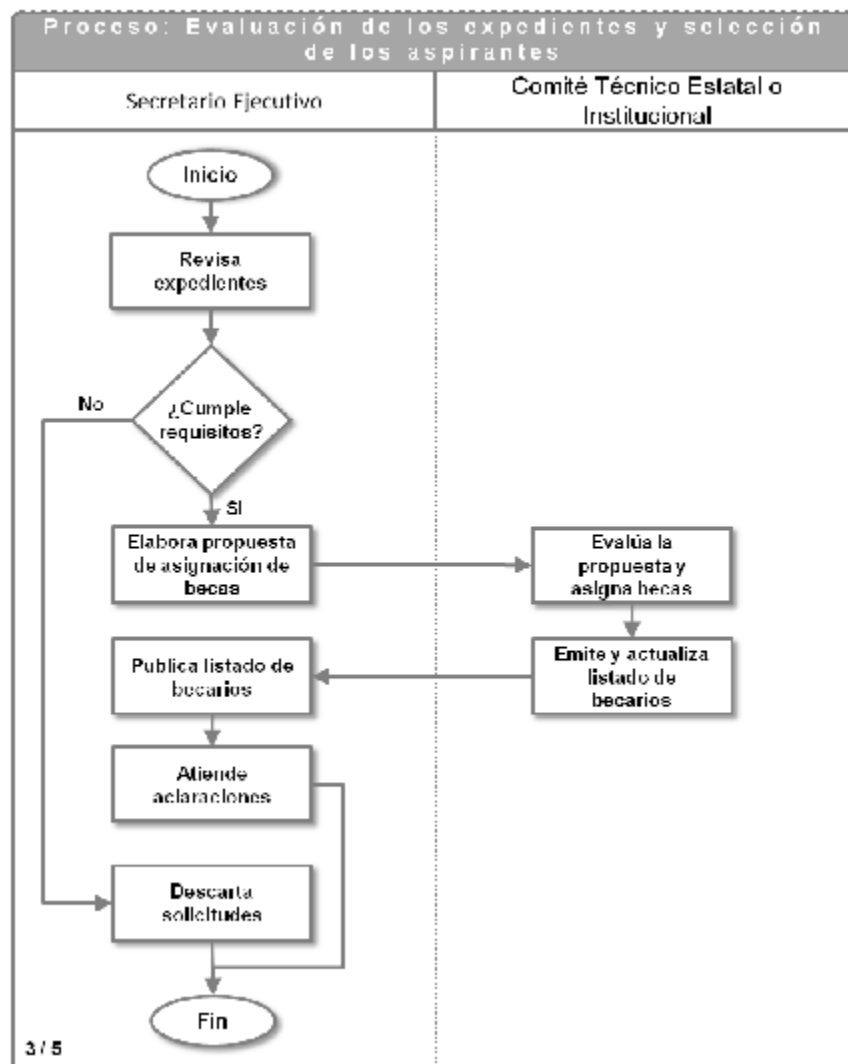 Proceso: Evaluación de los expedientes y selección
de los aspirantes
Secretario Ejecutivo
Comité Técnico Estatal o
Institucional
Inicio
Revisa
expedientes
¿Cumple
requisitos?
No
Si
Elabora propuesta
de asignación de
becas
Evalúa la
propuesta y
asigna becas
Emite y actualiza
listado de
becarios
Publica listado de
becarios
Atiende
aclaraciones
Descarta
solicitudes
Fin
3 / 5